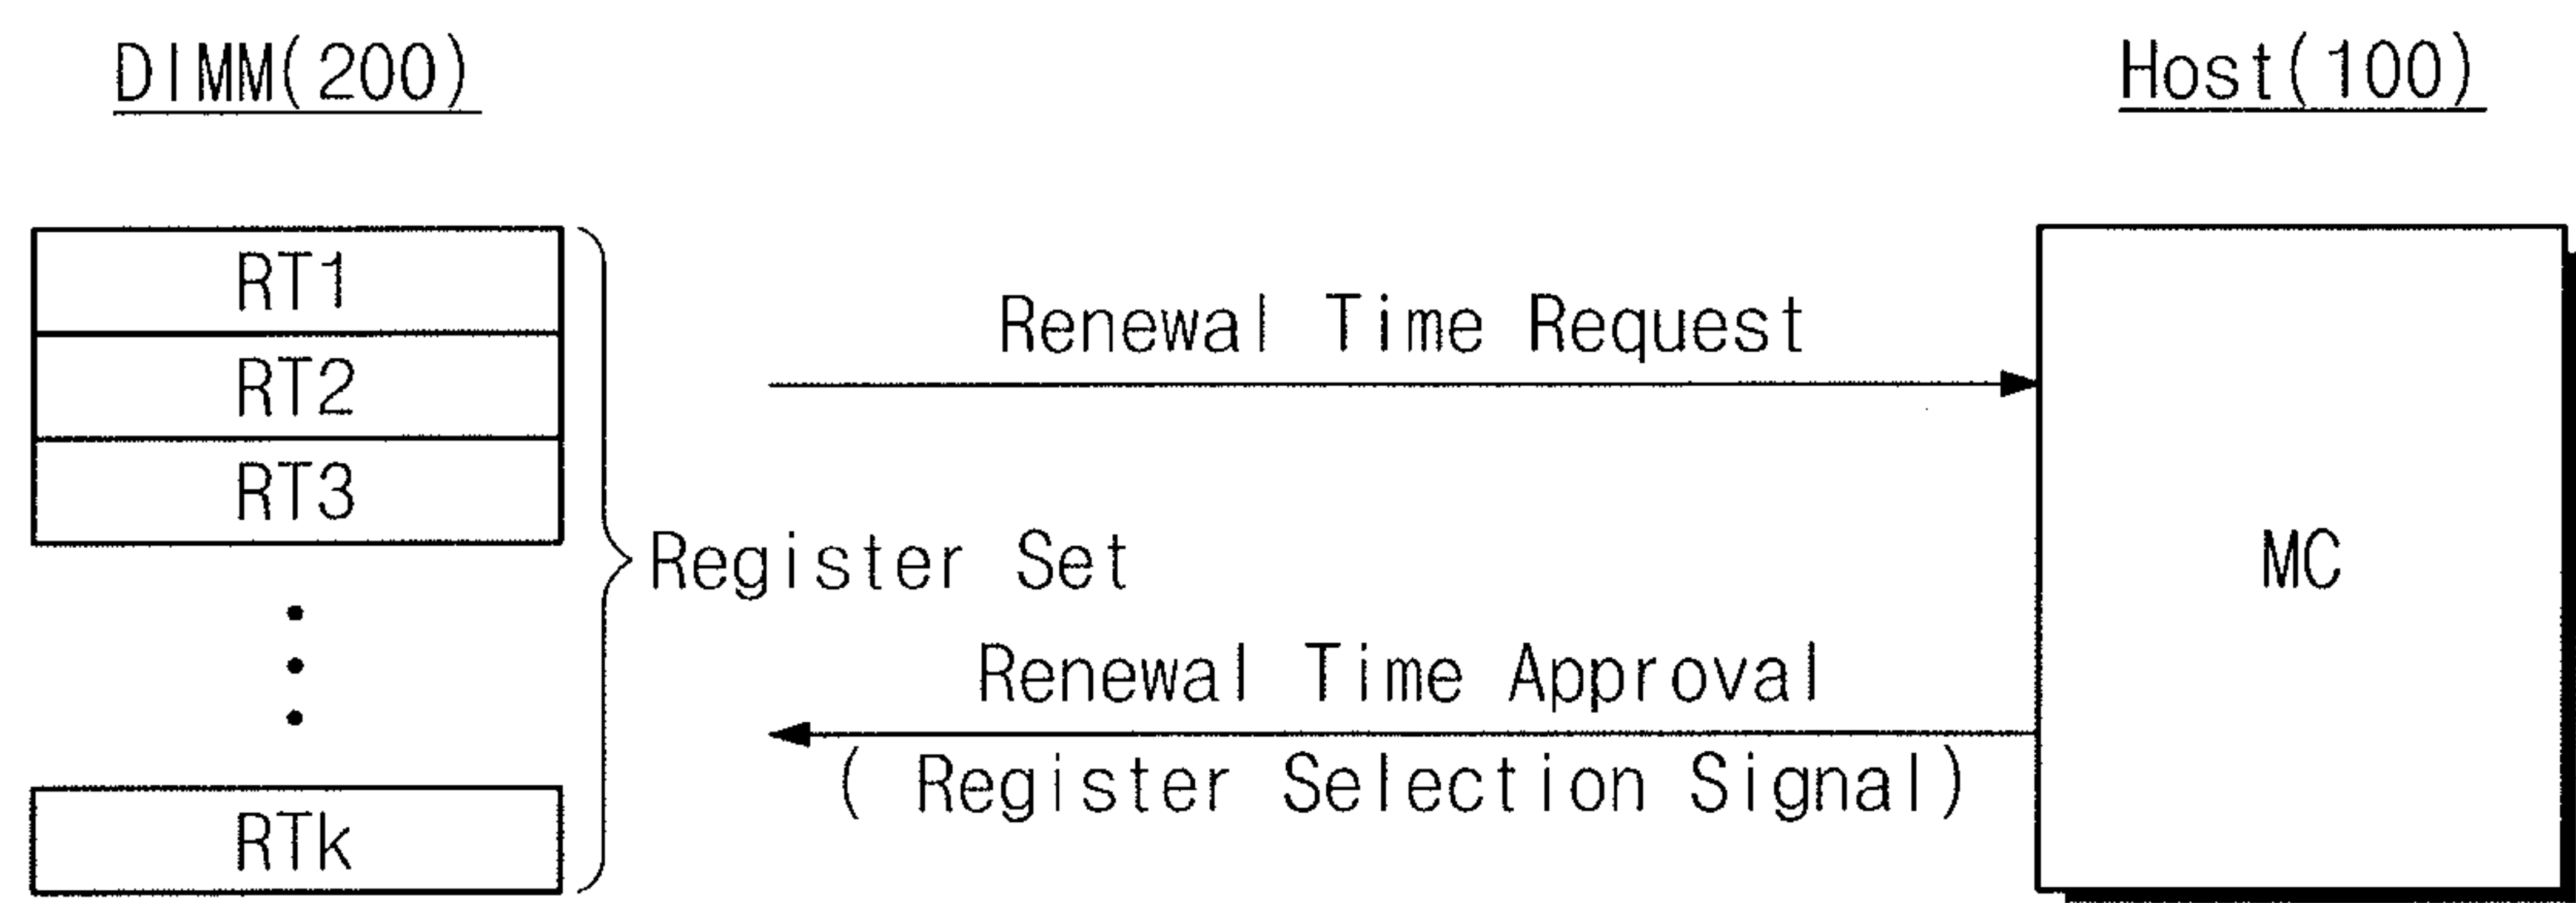 DIMM(200)
Host(100)
RT1
RT2
RT3
RTk
Register Set
Renewal Time Request
Renewal Time Approval
( Register Selection Signal)
MC